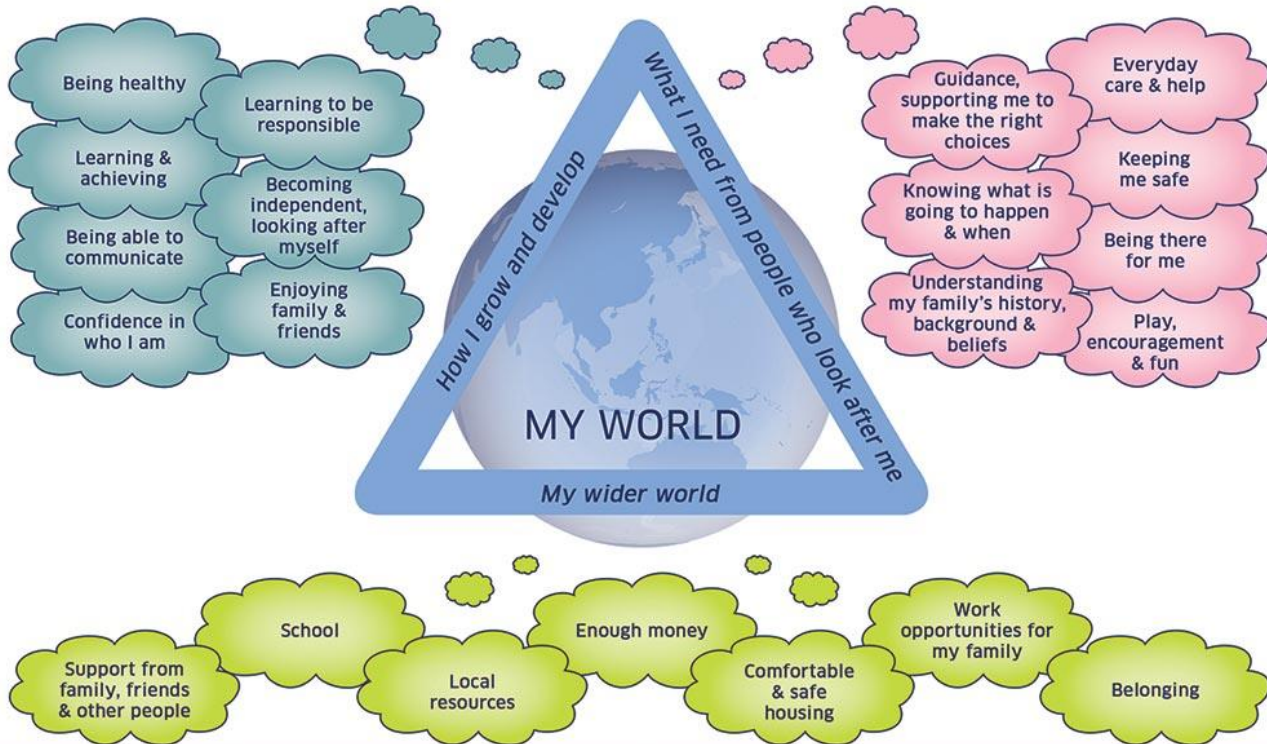 Being healthy
Learning to be
responsible
Learning &
achieving
Becoming
independent,
looking after
myself
Being able to
communicate
Enjoying
family &
friends
Confidence in
who I am
How I grow and develop
What I need from people who look after me
MY WORLD
My wider world
Guidance,
supporting me to
make the right
choices
Everyday
care & help
Knowing what is
going to happen
& when
Keeping
me safe
Being there
for me
Understanding
my family's history,
background &
beliefs
Play,
encouragement
& fun
Support from
family, friends
& other people
School
Local
resources
Enough money
Comfortable
& safe
housing
Work
opportunities for
my family
Belonging